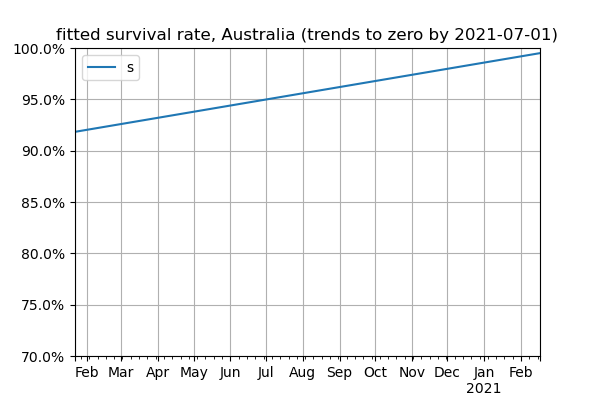 fitted survival rate, Australia (trends to zero by 2021-07-01)
100.0%
s
95.0%
90.0%
85.0%
80.0%
75.0%
70.0%
Feb Mar Apr May Jun Jul Aug Sep Oct Nov Dec Jan Feb
2021